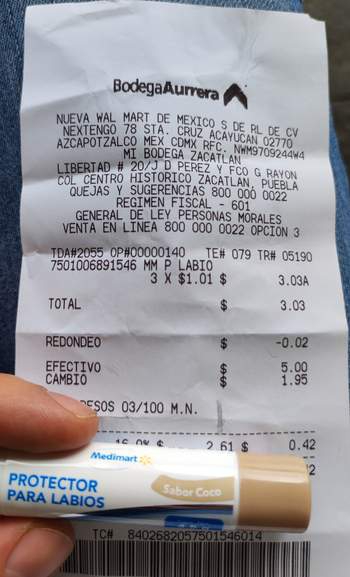 BodegaAurrera
NUEVA WAL MART DE MEXICO S DE RL DE CV
NEXTENGO 78 STA. CRUZ ACAYUCAN 02770
AZCAPOTZALCO MEX CDMX RFC. NWM9709244W4
MI BODEGA ZACATLAN
LIBERTAD # 20/J D PEREZ Y FCO G RAYON
COL CENTRO HISTORICO ZACATLAN, PUEBLA
QUEJAS Y SUGERENCIAS 800 000 0022
REGIMEN FISCAL - 601
GENERAL DE LEY PERSONAS MORALES
VENTA EN LINEA 800 000 0022 OPCION 3
TDA#2055 OP#00000140 TE# 079 TR# 05190
7501006891546 MM P LABIO
3 X $1.01 $ 3.03A
TOTAL $ 3.03
REDONDEO $ -0.02
EFECTIVO $ 5.00
CAMBIO $ 1.95
PESOS 03/100 M.N.
16.0% $ 2.61 $ 0.42
Medimart
PROTECTOR
PARA LABIOS
Sabor Coco
TC# 8402682057501546014